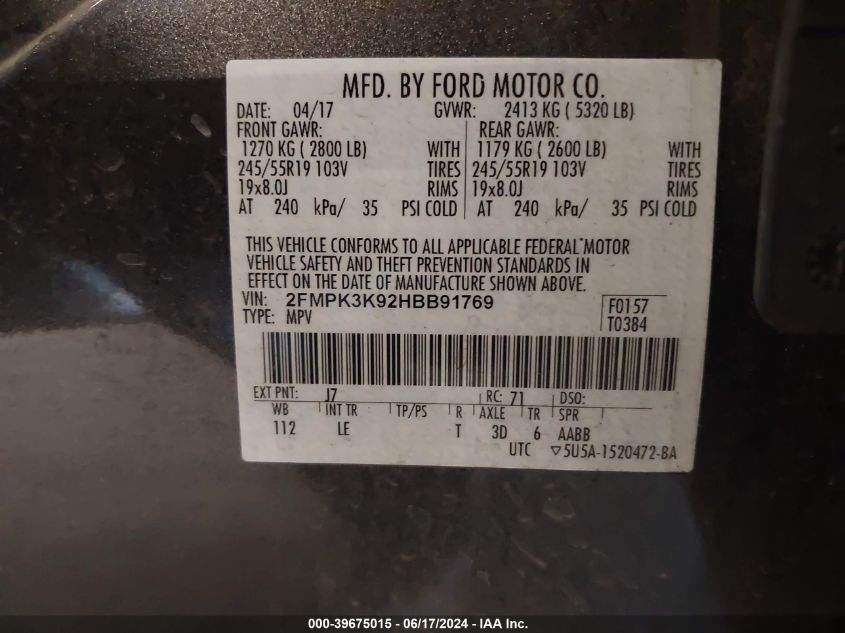 MFD. BY FORD MOTOR CO.
DATE: 04/17 GVWR: 2413 KG ( 5320 LB)
FRONT GAWR: REAR GAWR:
1270 KG ( 2800 LB) WITH 1179 KG ( 2600 LB) WITH
245/55R19 103V TIRES 245/55R19 103V TIRES
19x8.0J RIMS 19x8.0J RIMS
AT 240 kPa/ 35 PSI COLD AT 240 kPa/ 35 PSI COLD
THIS VEHICLE CONFORMS TO ALL APPLICABLE FEDERAL MOTOR
VEHICLE SAFETY AND THEFT PREVENTION STANDARDS IN
EFFECT ON THE DATE OF MANUFACTURE SHOWN ABOVE.
VIN: 2FMPK3K92HBB91769 F0157
TYPE: MPV T0384
EXT PNT: J7 RC: 71 DSO:
WB INT TR TP/PS R AXLE TR SPR
112 LE T 3D 6 AABB
UTC ▽5U5A-1520472-BA
000-39675015 - 06/17/2024 - IAA Inc.